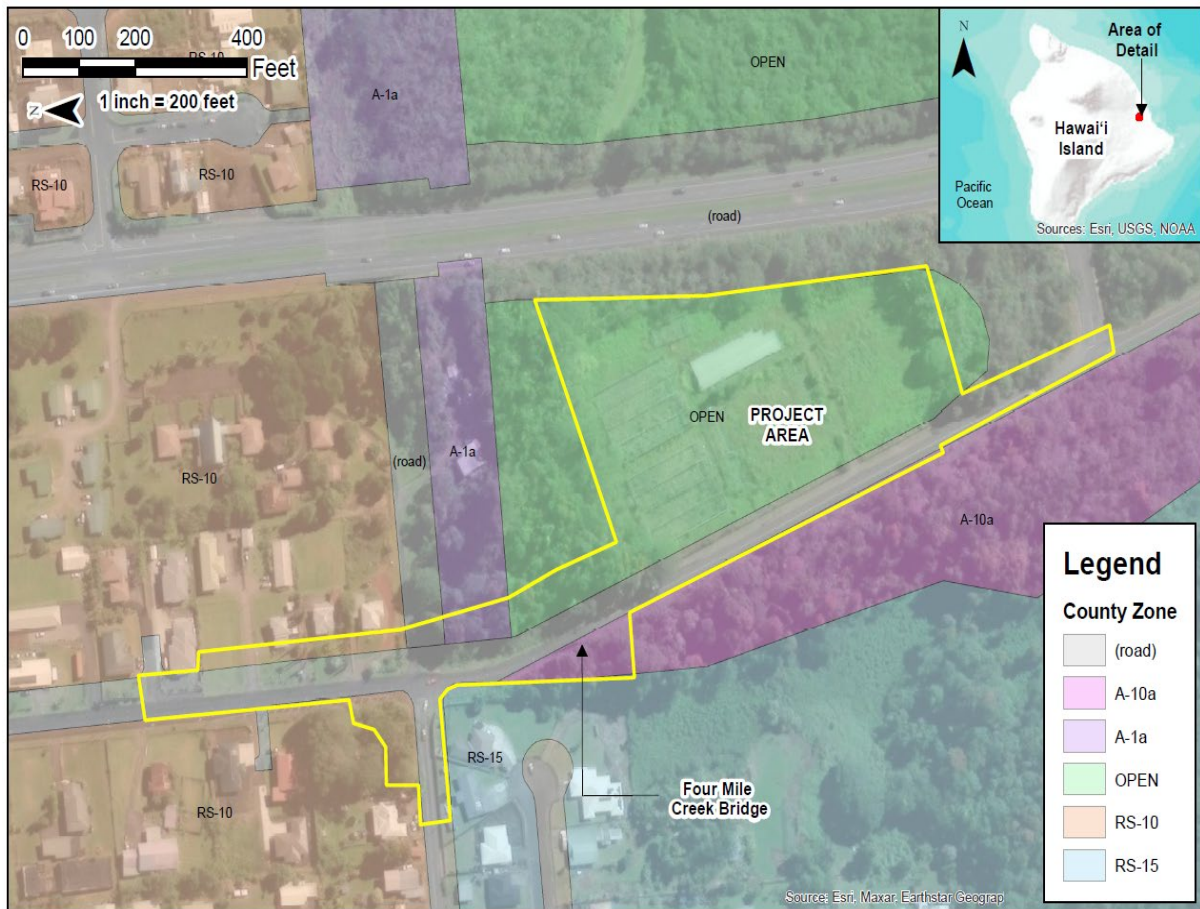 0 100 200 400
Feet
N
1 inch = 200 feet
RS-10
A-1a
OPEN
N
Area of
Detail
Hawaiʻi
Island
Pacific
Ocean
Sources: Esri, USGS, NOAA
RS-10
RS-10
(road)
RS-10
(road)
A-1a
OPEN
PROJECT
AREA
A-10a
RS-15
RS-10
Four Mile
Creek Bridge
Legend
County Zone
(road)
A-10a
A-1a
OPEN
RS-10
RS-15
Source: Esri, Maxar, Earthstar Geograp